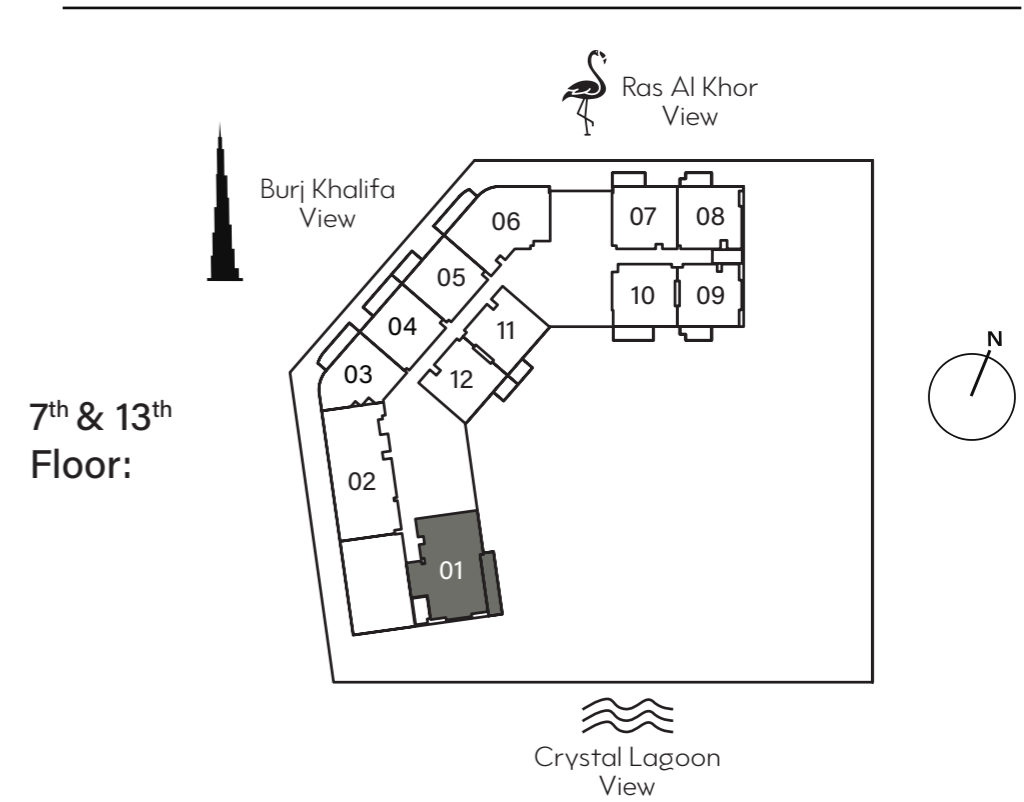 Ras Al Khor
View
Burj Khalifa
View
06
07
08
05
10
09
04
11
03
12
N
7th & 13th
Floor:
02
01
Crystal Lagoon
View